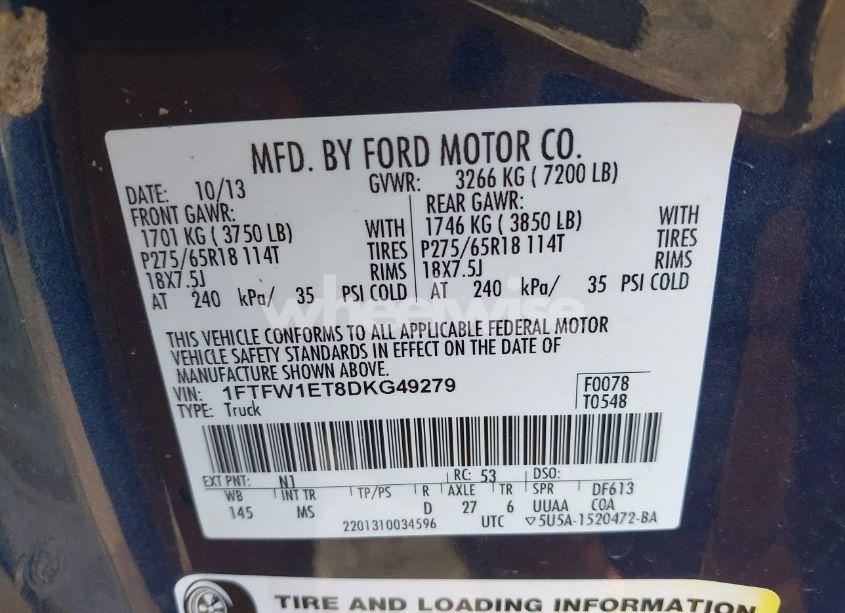 MFD. BY FORD MOTOR CO.
DATE: 10/13 GVWR: 3266 KG ( 7200 LB)
FRONT GAWR: REAR GAWR:
1701 KG ( 3750 LB) WITH 1746 KG ( 3850 LB) WITH
P275/65R18 114T TIRES P275/65R18 114T TIRES
18X7.5J RIMS 18X7.5J RIMS
AT 240 kPa/ 35 PSI COLD AT 240 kPa/ 35 PSI COLD
wheelwise
THIS VEHICLE CONFORMS TO ALL APPLICABLE FEDERAL MOTOR
VEHICLE SAFETY STANDARDS IN EFFECT ON THE DATE OF
MANUFACTURE SHOWN ABOVE.
VIN: 1FTFW1ET8DKG49279 F0078
TYPE: Truck T0548
EXT PNT: N1 RC: 53 DSO:
WB INT TR TP/PS R AXLE TR SPR DF613
145 MS D 27 6 UUAA COA
2201310034596 UTC ▽5U5A-1520472-BA
TIRE AND LOADING INFORMATION